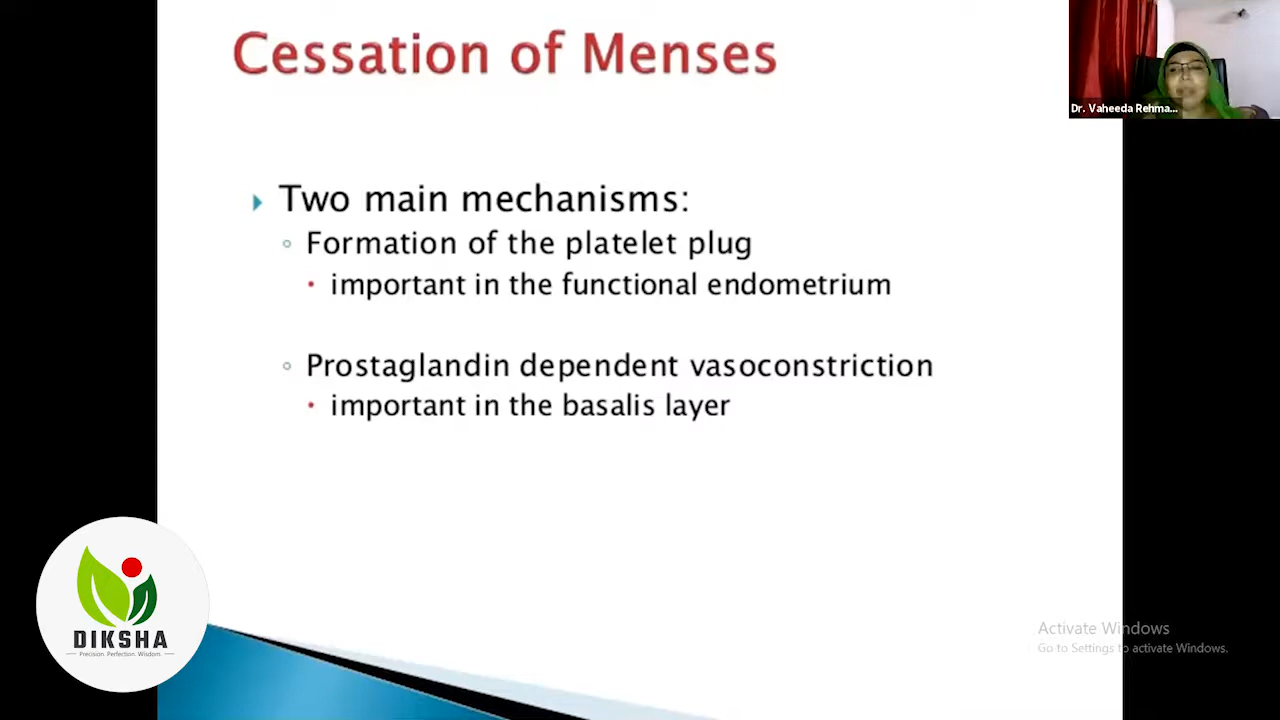 Cessation of Menses
Dr. Vaheeda Rehma...
Two main mechanisms:
Formation of the platelet plug
important in the functional endometrium
Prostaglandin dependent vasoconstriction
important in the basalis layer
DIKSHA
Precision. Perfection. Wisdom.
Activate Windows
Go to Settings to activate Windows.